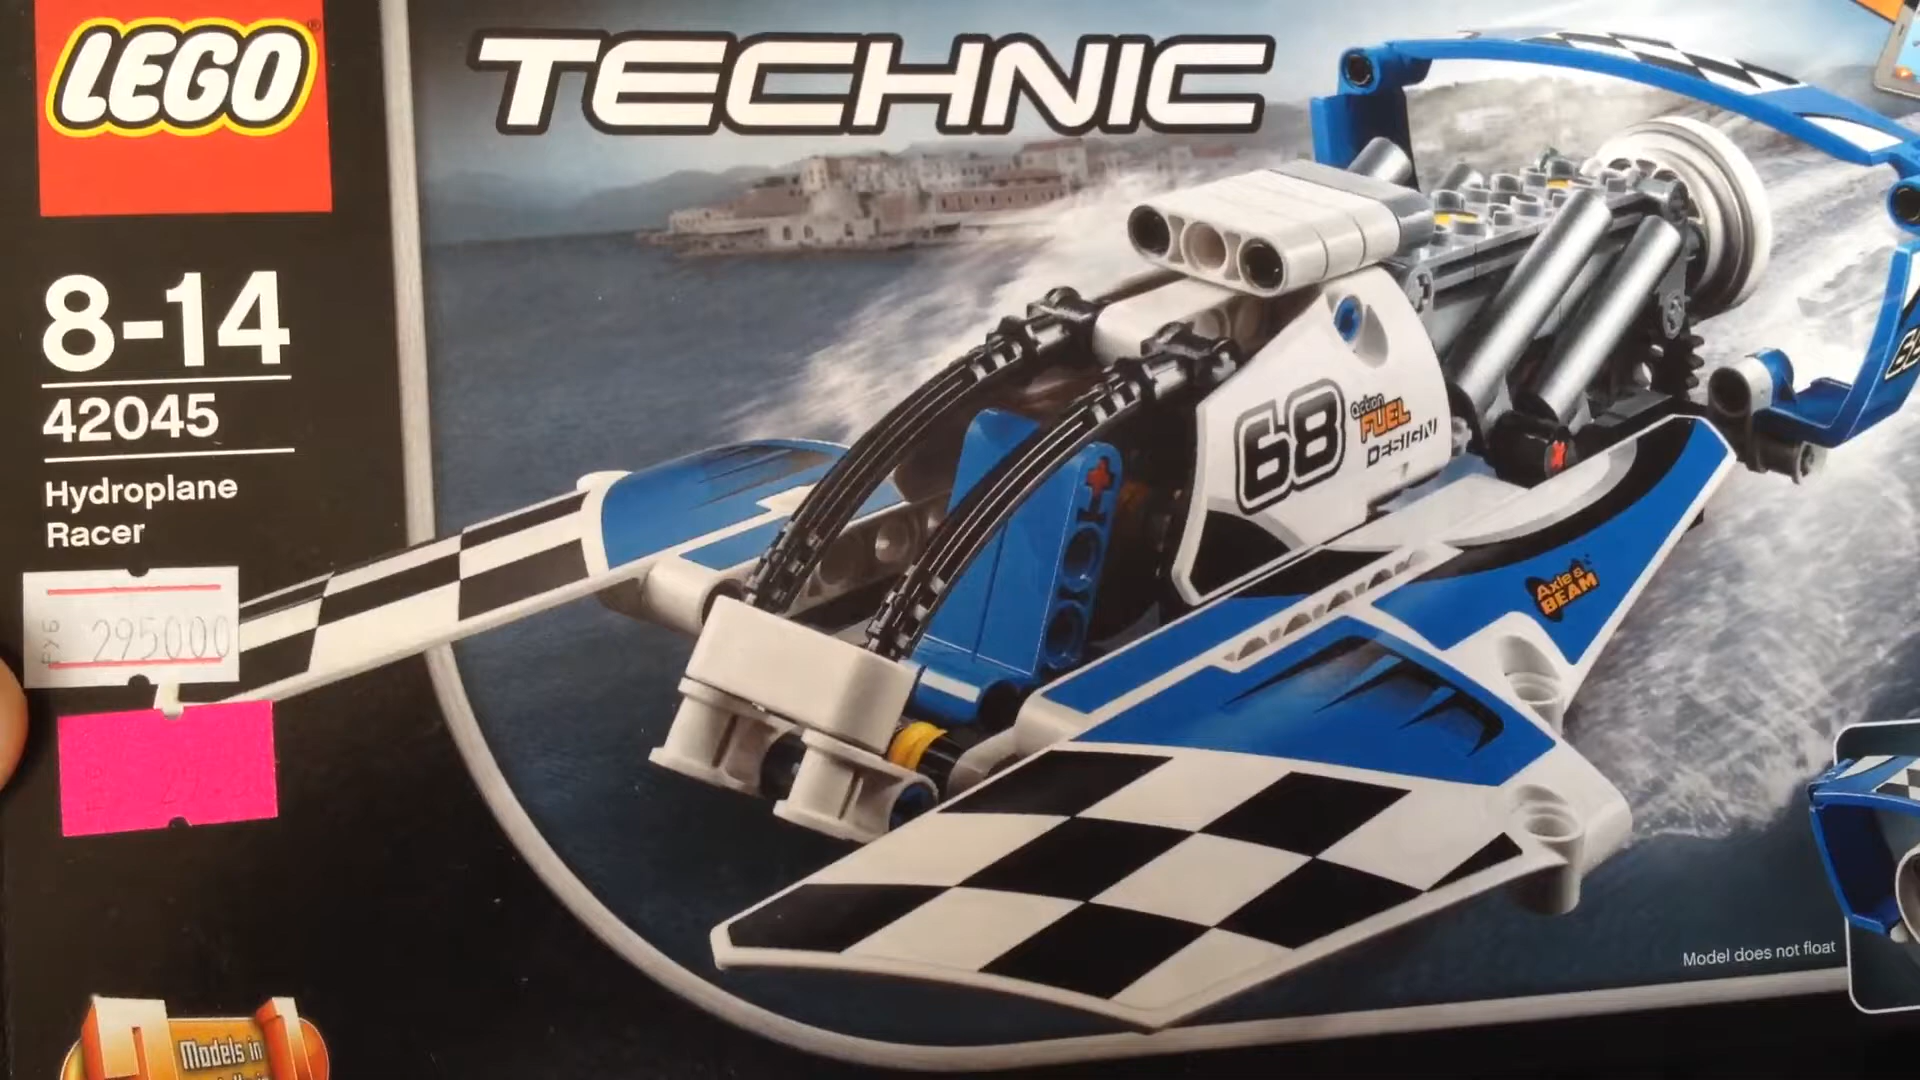 LEGO
®
TECHNIC
8-14
42045
Hydroplane
Racer
РУБ 295000
68
action
FUEL
DESIGN
Axle &
BEAM
Model does not float
Models in